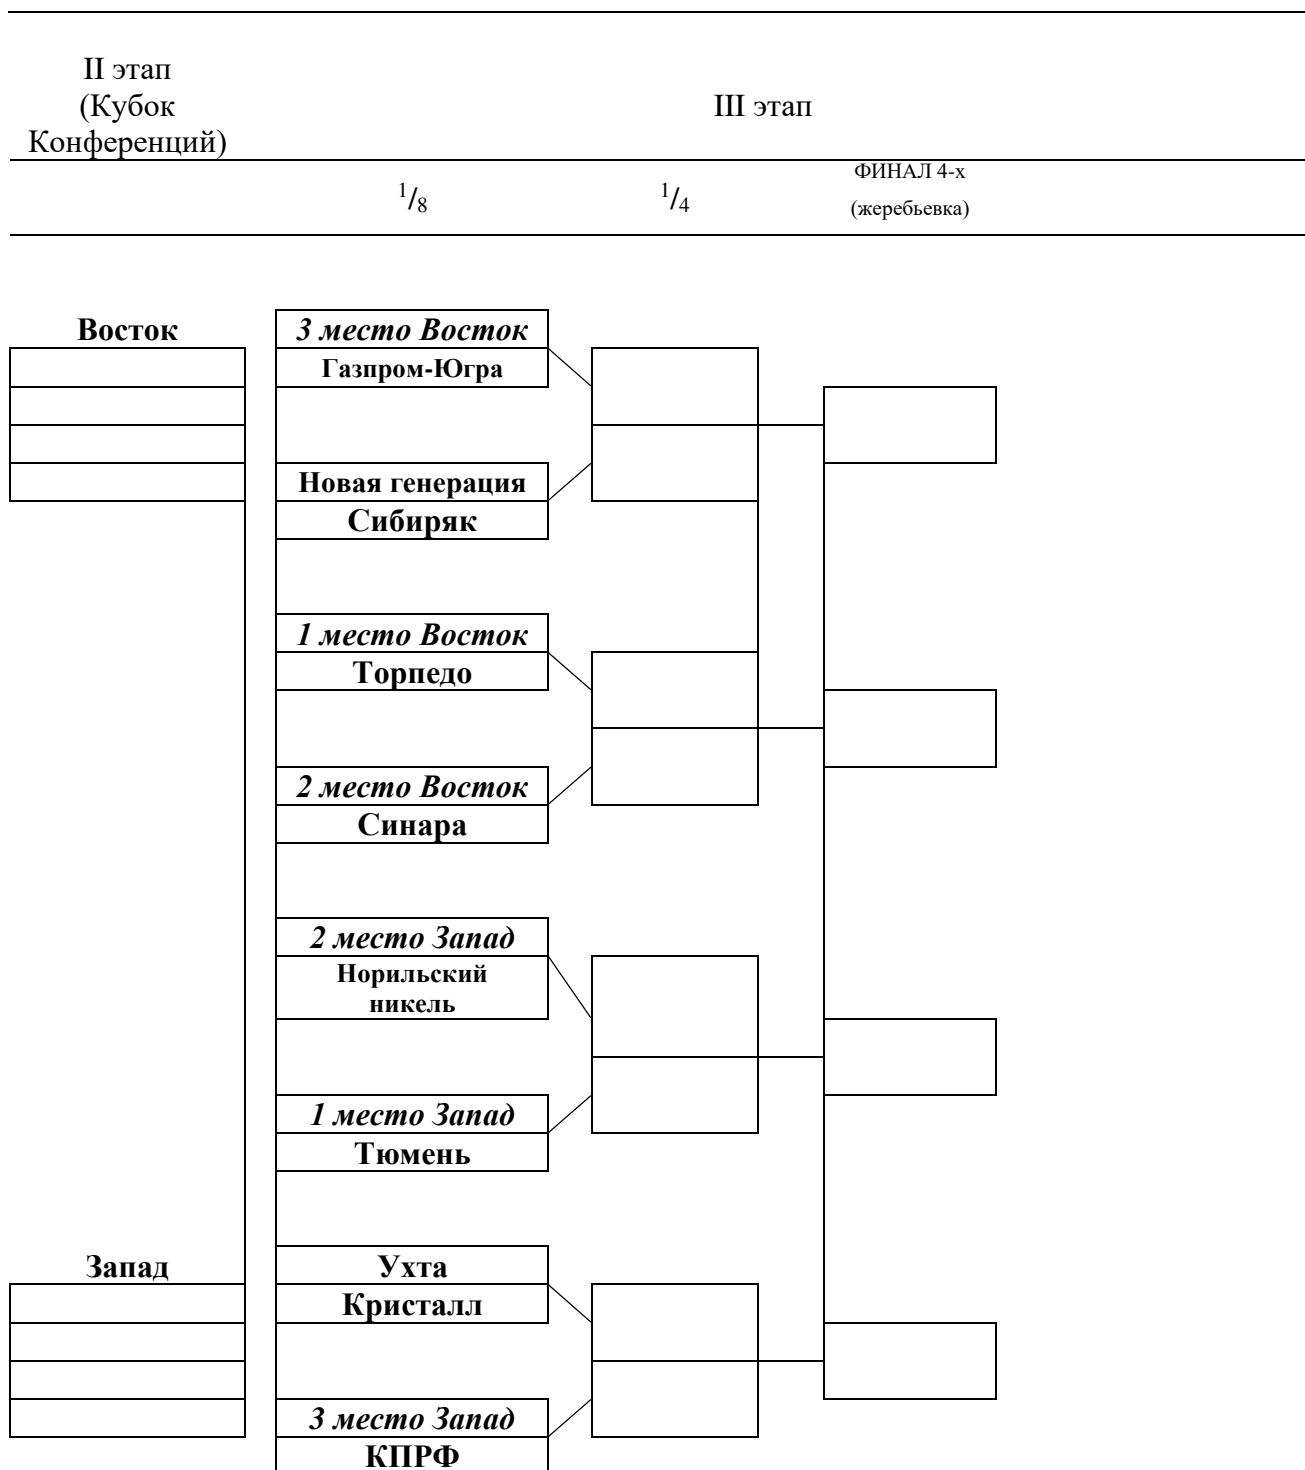 II этап
(Кубок
Конференций)
III этап
1/8
1/4
ФИНАЛ 4-х
(жеребьевка)
Восток
3 место Восток
Газпром-Югра
Новая генерация
Сибиряк
1 место Восток
Торпедо
2 место Восток
Синара
2 место Запад
Норильский
никель
1 место Запад
Тюмень
Запад
Ухта
Кристалл
3 место Запад
КПРФ